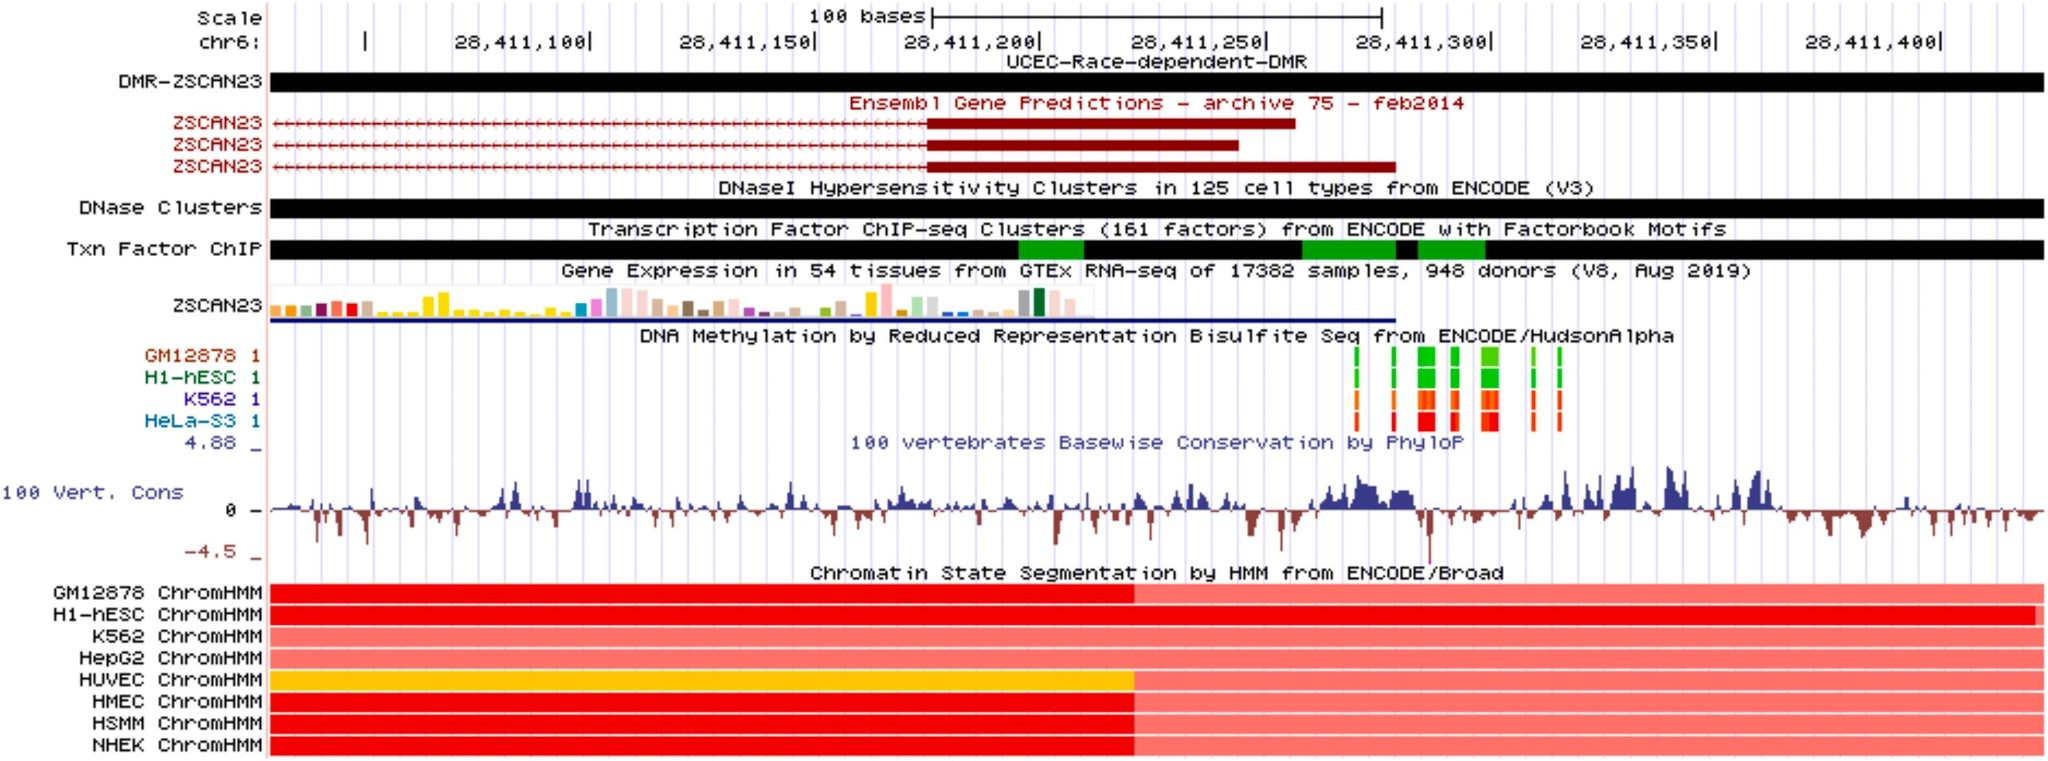 Scale 100 bases
chr6: 28,411,100 28,411,150 28,411,200 28,411,250 28,411,300 28,411,350 28,411,400
UCEC-Race-dependent-DMR
DMR-ZSCAN23
Ensembl Gene Predictions - archive 75 - feb2014
ZSCAN23
ZSCAN23
ZSCAN23
DNaseI Hypersensitivity Clusters in 125 cell types from ENCODE (V3)
DNase Clusters
Transcription Factor ChIP-seq Clusters (161 factors) from ENCODE with Factorbook Motifs
Txn Factor ChIP
Gene Expression in 54 tissues from GTEx RNA-seq of 17382 samples, 948 donors (V8, Aug 2019)
ZSCAN23
DNA Methylation by Reduced Representation Bisulfite Seq from ENCODE/HudsonAlpha
GM12878 1
H1-hESC 1
K562 1
HeLa-S3 1
4.88 _
100 vertebrates Basewise Conservation by PhyloP
100 Vert. Cons
0 -
-4.5 _
Chromatin State Segmentation by HMM from ENCODE/Broad
GM12878 ChromHMM
H1-hESC ChromHMM
K562 ChromHMM
HepG2 ChromHMM
HUVEC ChromHMM
HMEC ChromHMM
HSMM ChromHMM
NHEK ChromHMM